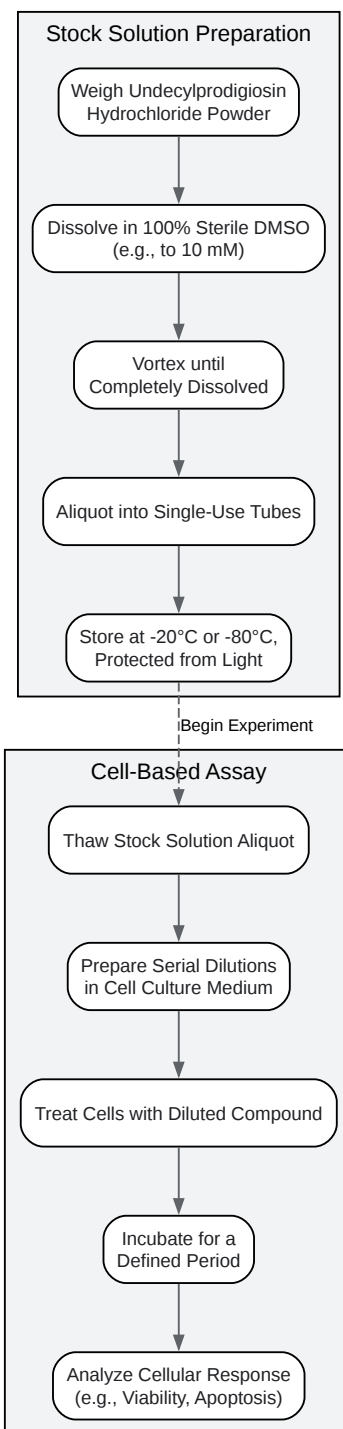 Stock Solution Preparation
Weigh Undecylprodigiosin
Hydrochloride Powder
Dissolve in 100% Sterile DMSO
(e.g., to 10 mM)
Vortex until
Completely Dissolved
Aliquot into Single-Use Tubes
Store at -20°C or -80°C,
Protected from Light
Begin Experiment
Cell-Based Assay
Thaw Stock Solution Aliquot
Prepare Serial Dilutions
in Cell Culture Medium
Treat Cells with Diluted Compound
Incubate for a
Defined Period
Analyze Cellular Response
(e.g., Viability, Apoptosis)